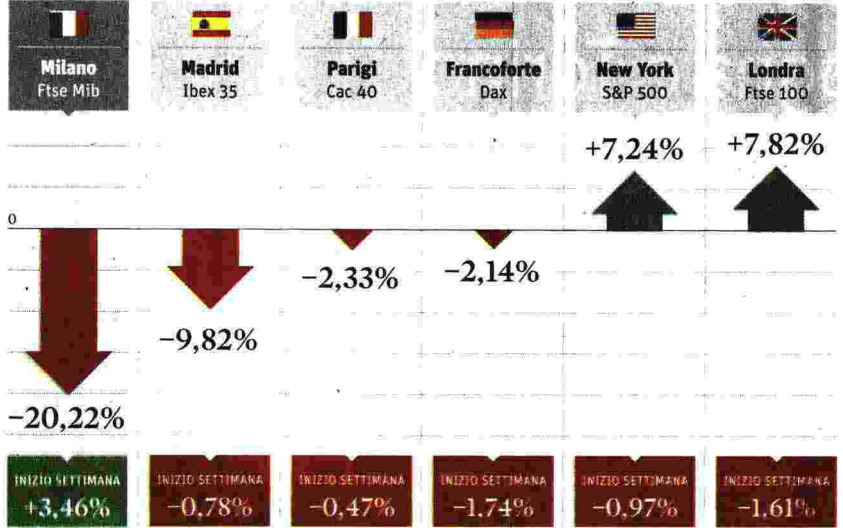 Milano
Ftse Mib
Madrid
Ibex 35
Parigi
Cac 40
Francoforte
Dax
New York
S&P 500
Londra
Ftse 100
+7,24%
+7,82%
0
−2,33%
−2,14%
−9,82%
−20,22%
INIZIO SETTIMANA
+3,46%
INIZIO SETTIMANA
−0,78%
INIZIO SETTIMANA
−0,47%
INIZIO SETTIMANA
−1,74%
INIZIO SETTIMANA
−0,97%
INIZIO SETTIMANA
−1,61%